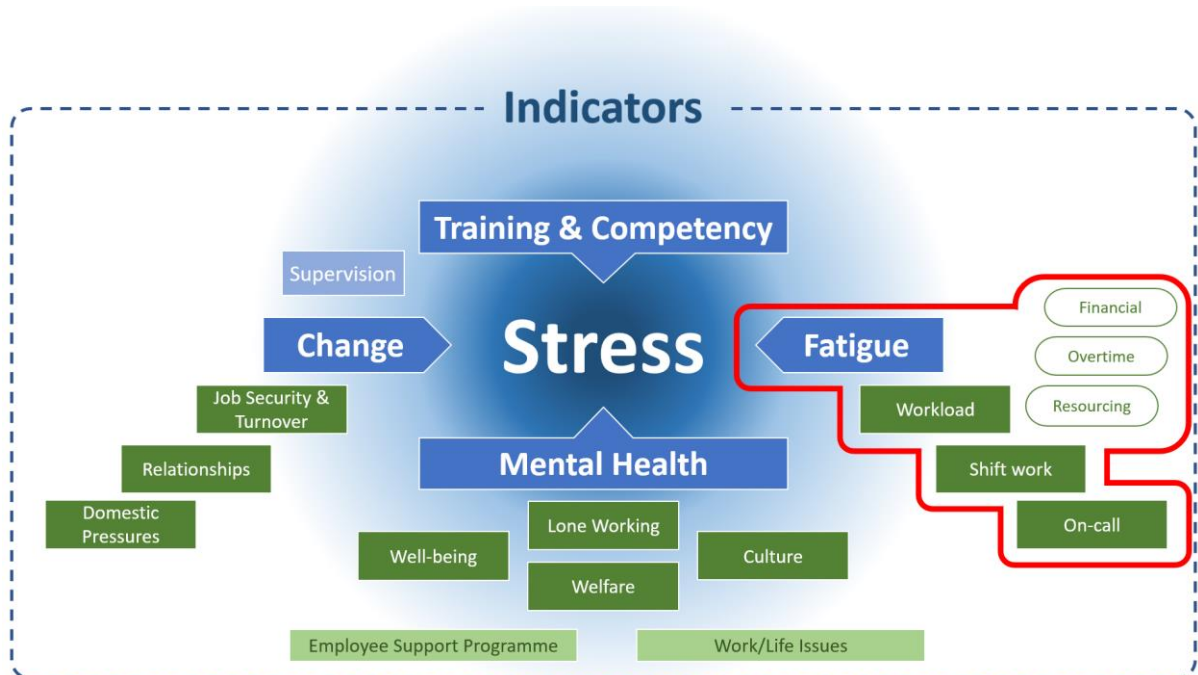 Indicators
Training & Competency
Supervision
Change
Stress
Fatigue
Financial
Overtime
Resourcing
Job Security &
Turnover
Workload
Relationships
Mental Health
Shift work
Domestic
Pressures
Lone Working
On-call
Well-being
Culture
Welfare
Employee Support Programme
Work/Life Issues